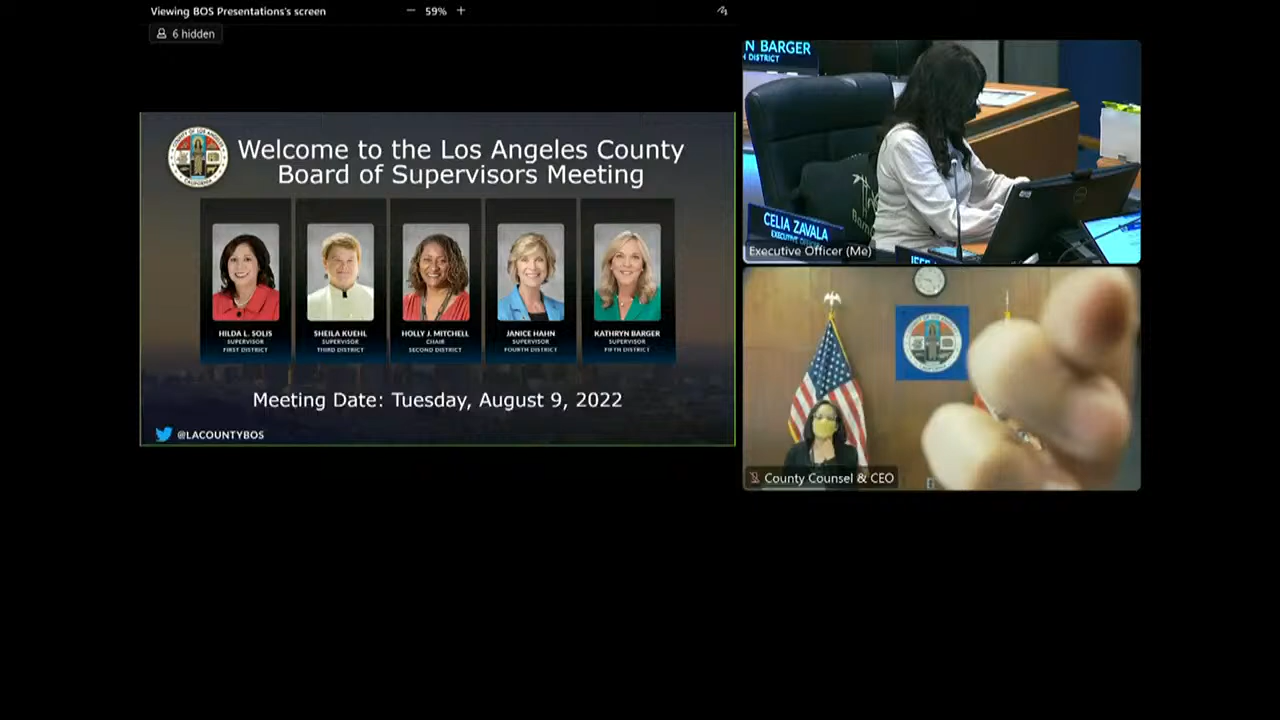 Viewing BOS Presentations's screen
59%
6 hidden
Welcome to the Los Angeles County
Board of Supervisors Meeting
HILDA L. SOLIS
SUPERVISOR
FIRST DISTRICT
SHEILA KUEHL
SUPERVISOR
THIRD DISTRICT
HOLLY J. MITCHELL
CHAIR
SECOND DISTRICT
JANICE HAHN
SUPERVISOR
FOURTH DISTRICT
KATHRYN BARGER
SUPERVISOR
FIFTH DISTRICT
Meeting Date: Tuesday, August 9, 2022
@LACOUNTYBOS
N BARGER
H DISTRICT
CELIA ZAVALA
Executive Officer (Me)
County Counsel & CEO